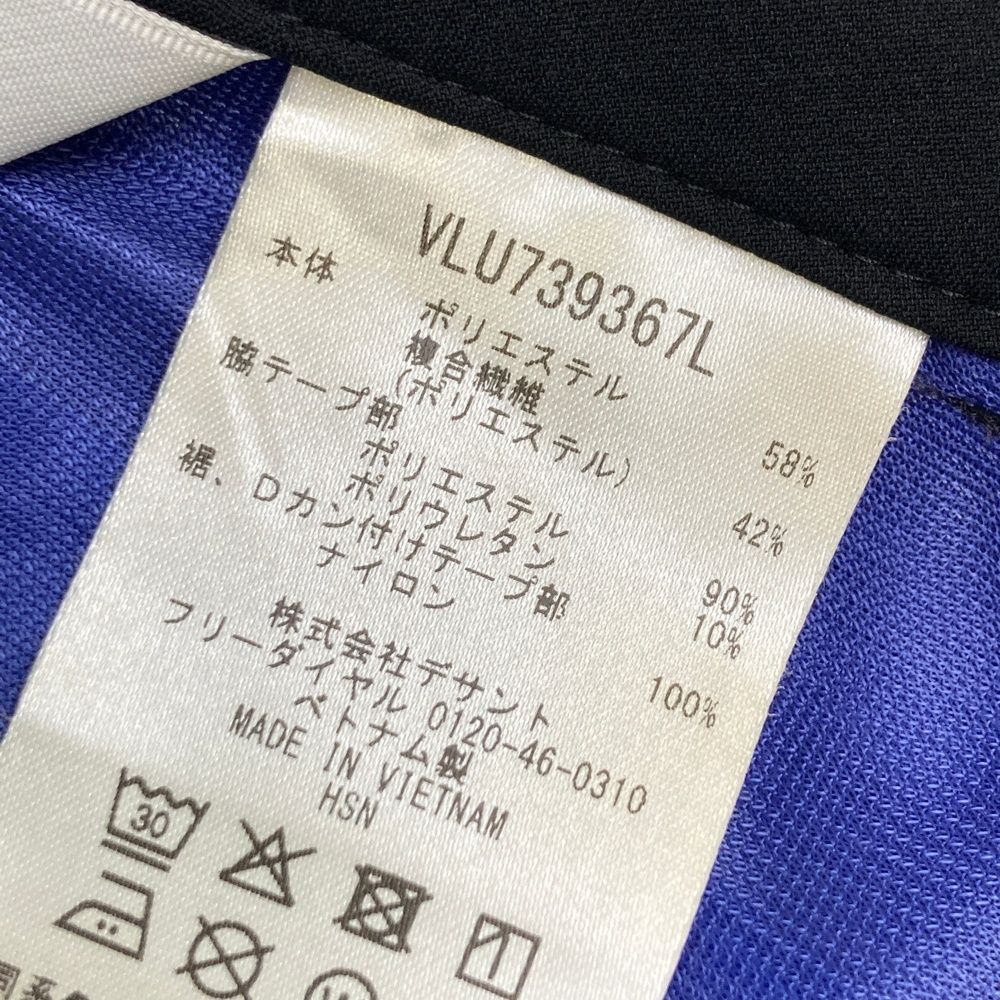 VLU739367L
本体
ポリエステル 58%
複合繊維
(ポリエステル) 42%
脇テープ部
ポリエステル 90%
ポリウレタン 10%
裾、Dカン付けテープ部
ナイロン 100%
株式会社デサント
フリーダイヤル 0120-46-0310
ベトナム製
MADE IN VIETNAM
HSN
30
同系色